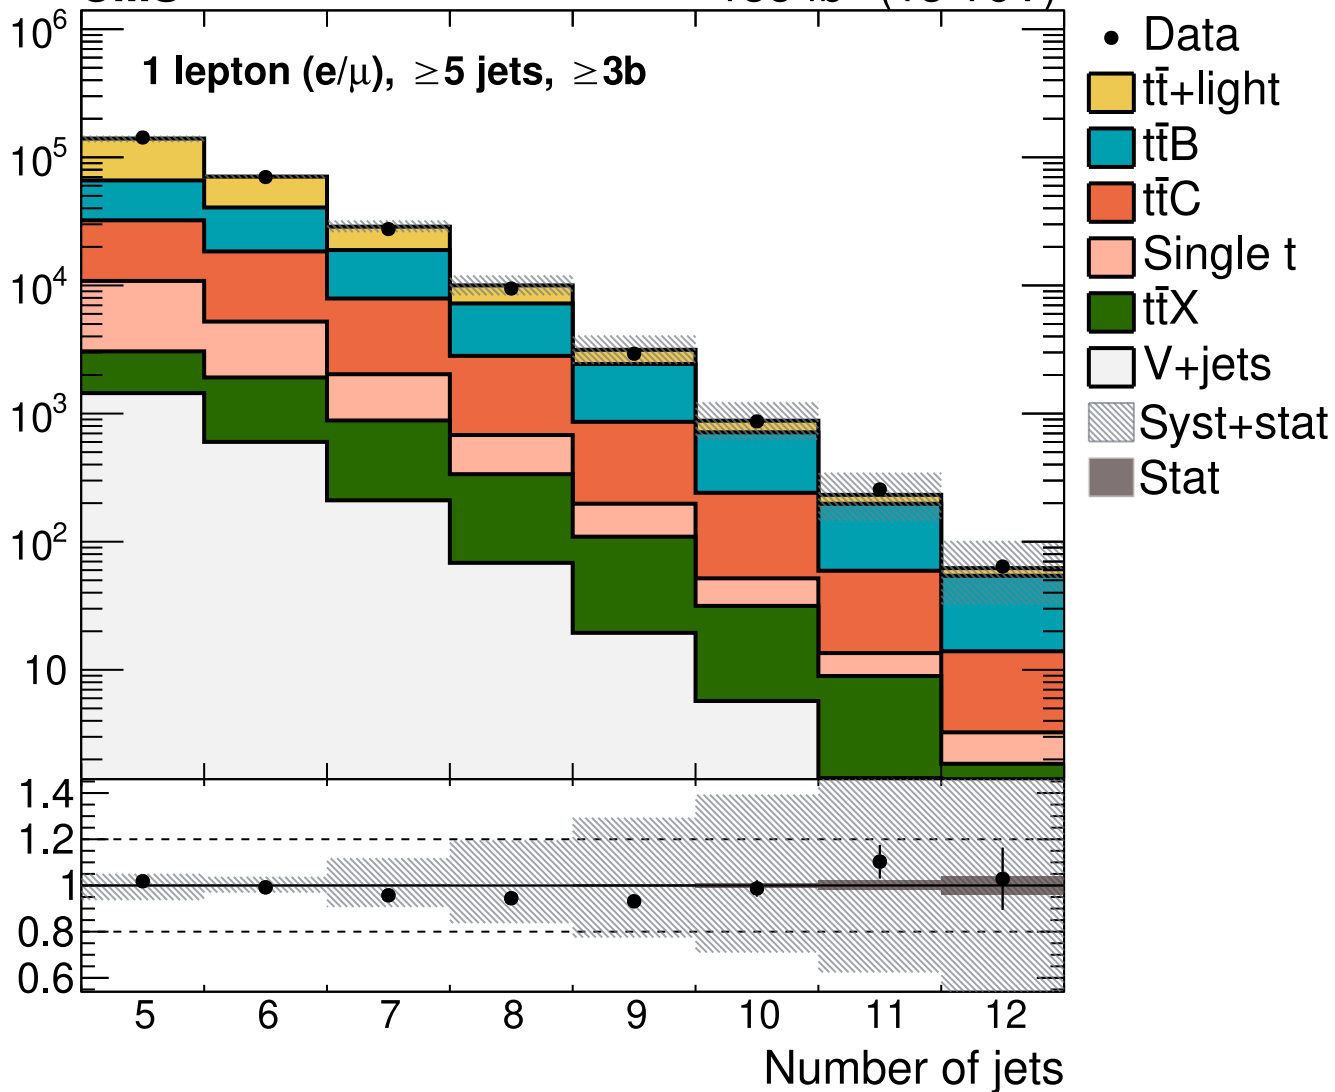 1 lepton (e/μ), ≥5 jets, ≥3b
10⁶
10⁵
10⁴
10³
10²
10
Data
tt̄+light
tt̄B
tt̄C
Single t
tt̄X
V+jets
Syst+stat
Stat
1.4
1.2
1
0.8
0.6
5 6 7 8 9 10 11 12
Number of jets